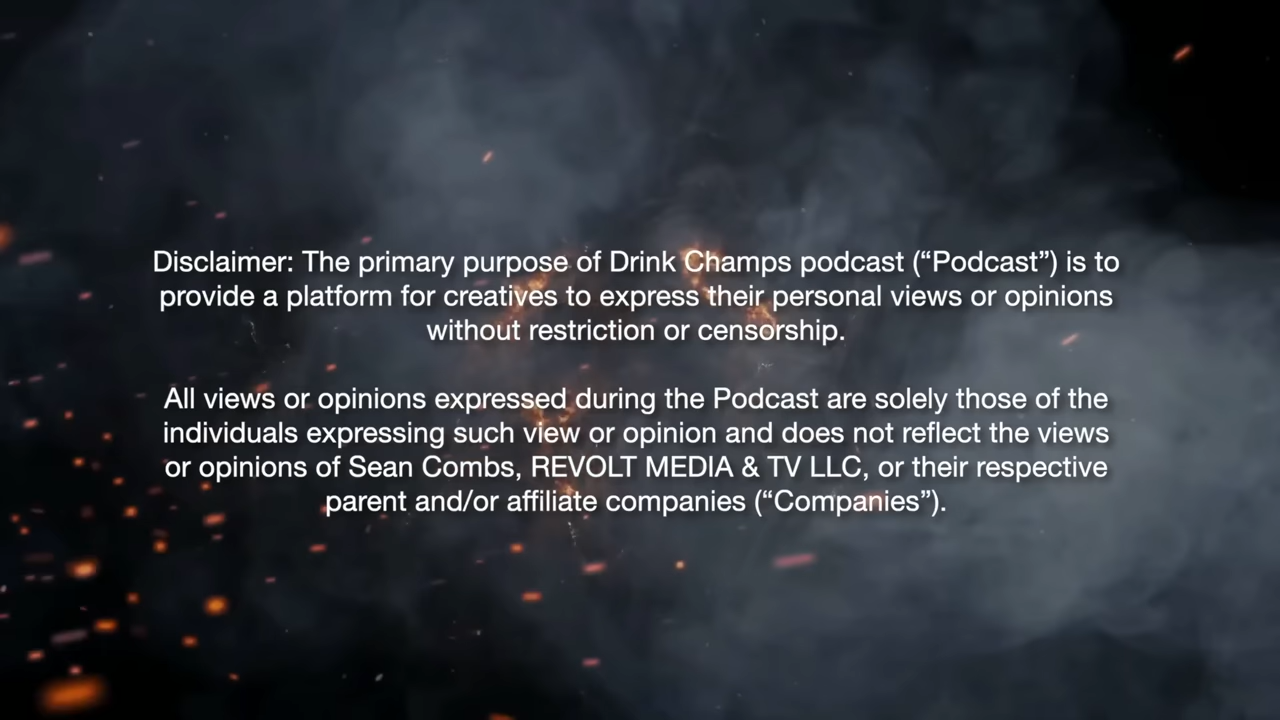 Disclaimer: The primary purpose of Drink Champs podcast (“Podcast”) is to
provide a platform for creatives to express their personal views or opinions
without restriction or censorship.
All views or opinions expressed during the Podcast are solely those of the
individuals expressing such view or opinion and does not reflect the views
or opinions of Sean Combs, REVOLT MEDIA & TV LLC, or their respective
parent and/or affiliate companies (“Companies”).